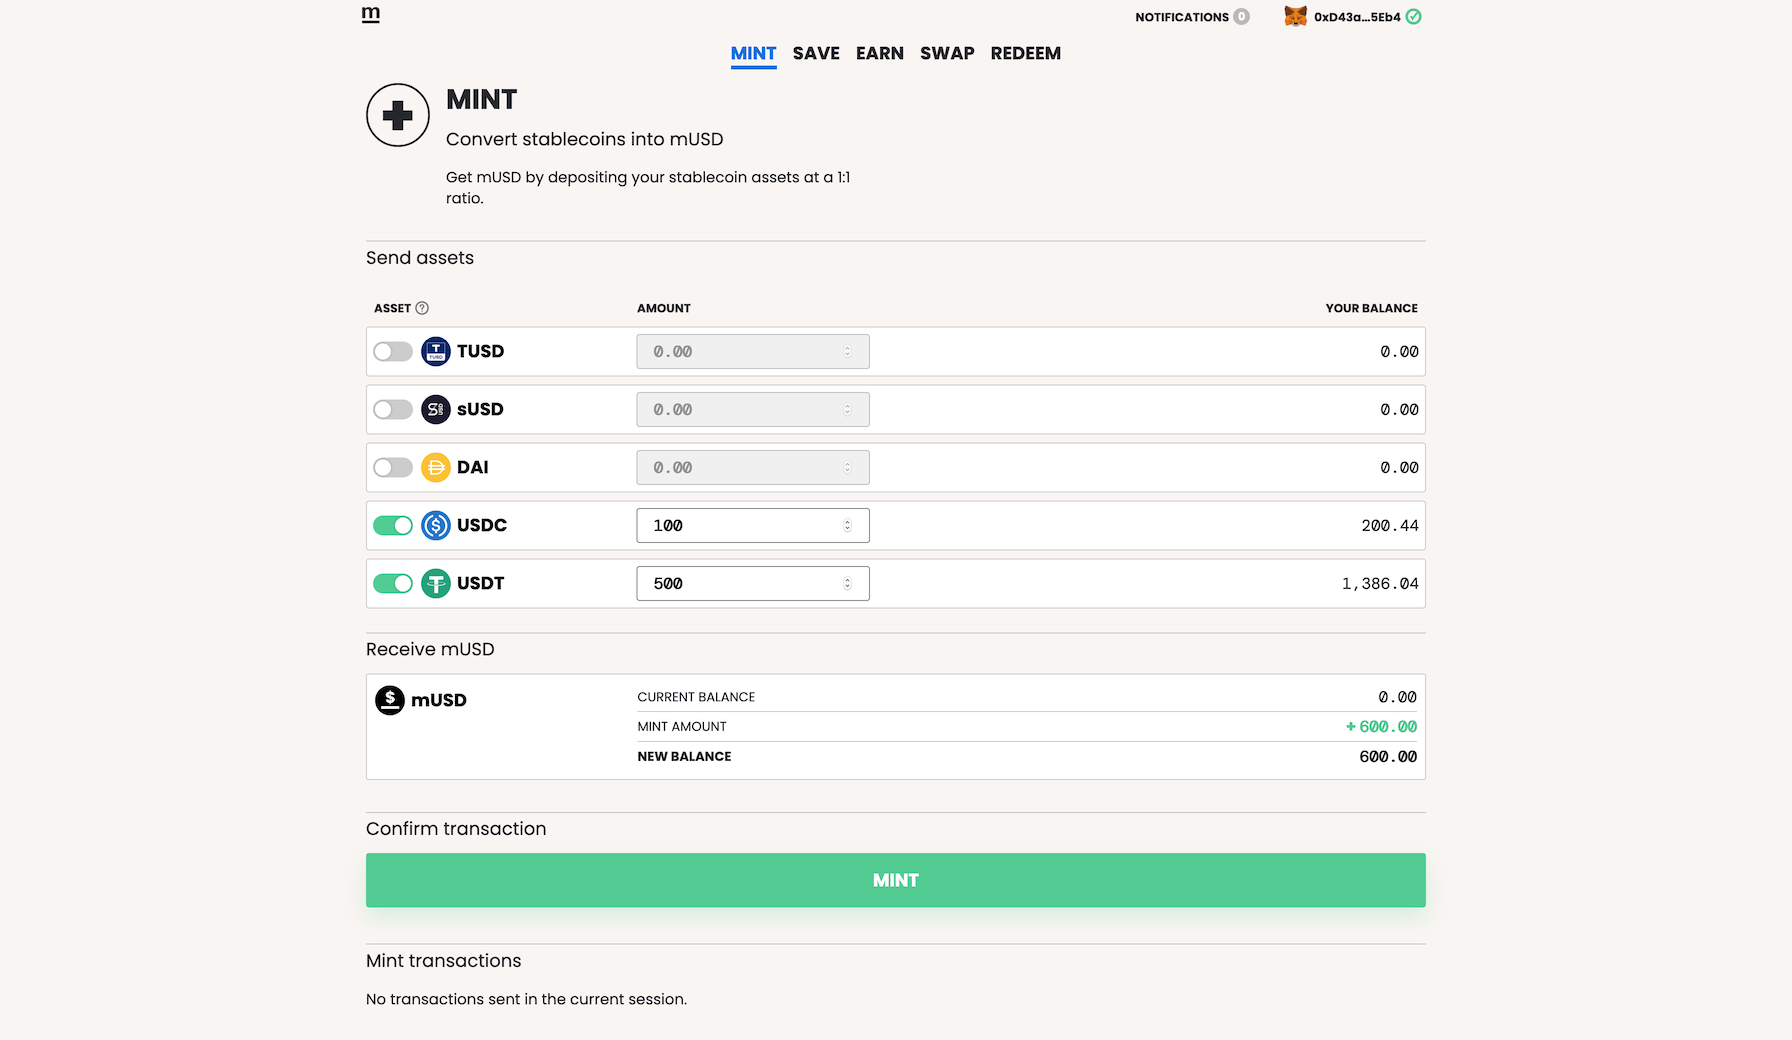 m
NOTIFICATIONS 0 0xD43a...5Eb4
MINT SAVE EARN SWAP REDEEM
MINT
Convert stablecoins into mUSD
Get mUSD by depositing your stablecoin assets at a 1:1
ratio.
Send assets
ASSET ? AMOUNT YOUR BALANCE
TUSD 0.00 0.00
sUSD 0.00 0.00
DAI 0.00 0.00
USDC 100 200.44
USDT 500 1,386.04
Receive mUSD
mUSD CURRENT BALANCE 0.00
MINT AMOUNT + 600.00
NEW BALANCE 600.00
Confirm transaction
MINT
Mint transactions
No transactions sent in the current session.